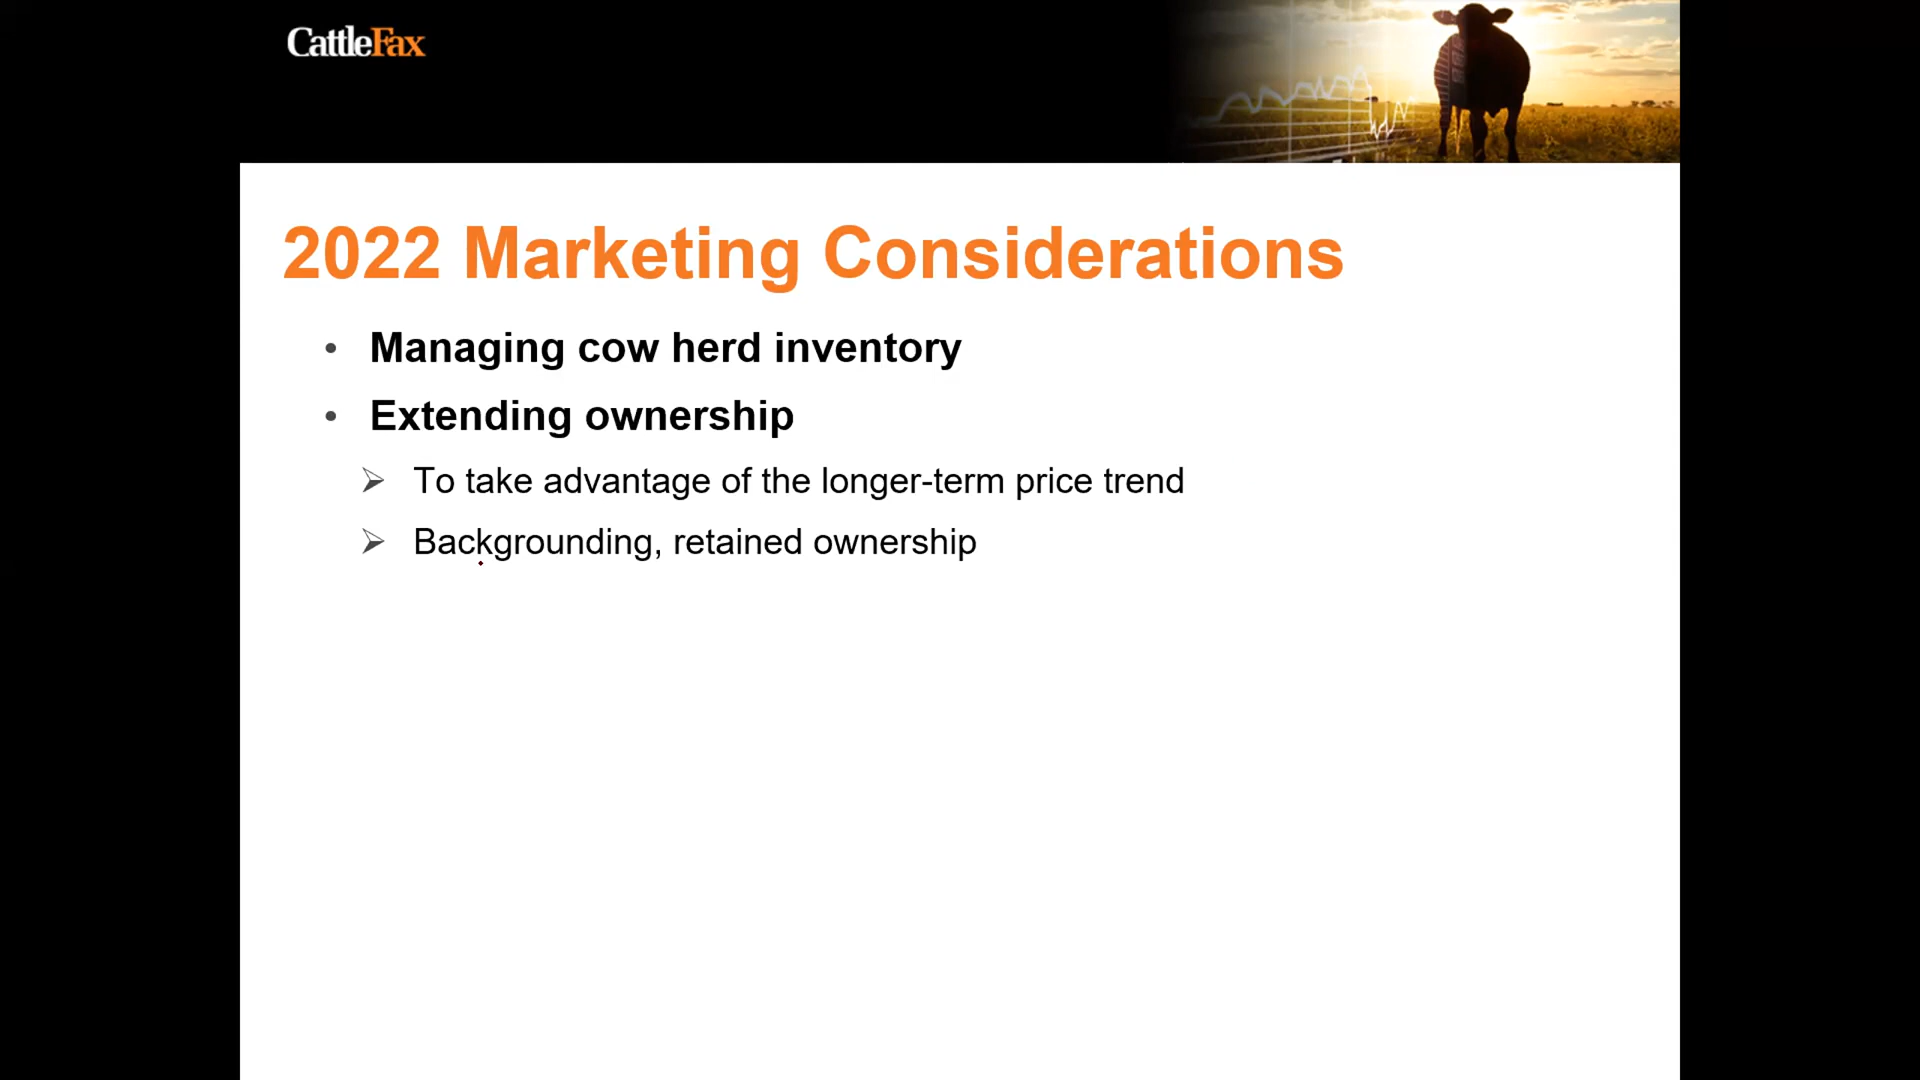 CattleFax
2022 Marketing Considerations
• Managing cow herd inventory
• Extending ownership
➢ To take advantage of the longer-term price trend
➢ Backgrounding, retained ownership